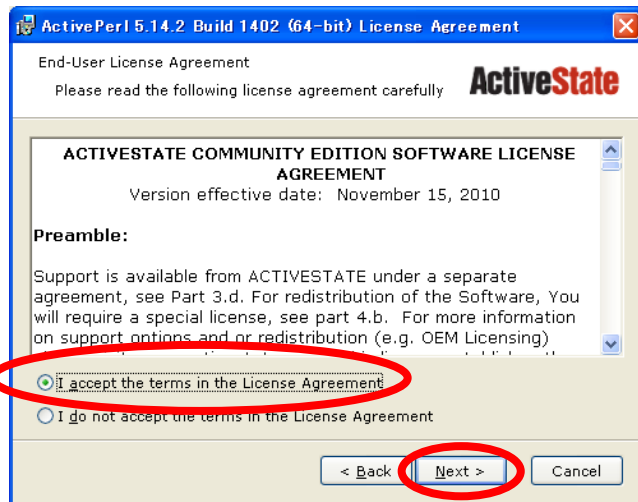 ActivePerl 5.14.2 Build 1402 (64-bit) License Agreement
End-User License Agreement
Please read the following license agreement carefully
ActiveState
ACTIVESTATE COMMUNITY EDITION SOFTWARE LICENSE
AGREEMENT
Version effective date: November 15, 2010
Preamble:
Support is available from ACTIVESTATE under a separate
agreement, see Part 3.d. For redistribution of the Software, You
will require a special license, see part 4.b. For more information
on support options and or redistribution (e.g. OEM Licensing)
I accept the terms in the License Agreement
I do not accept the terms in the License Agreement
< Back
Next >
Cancel